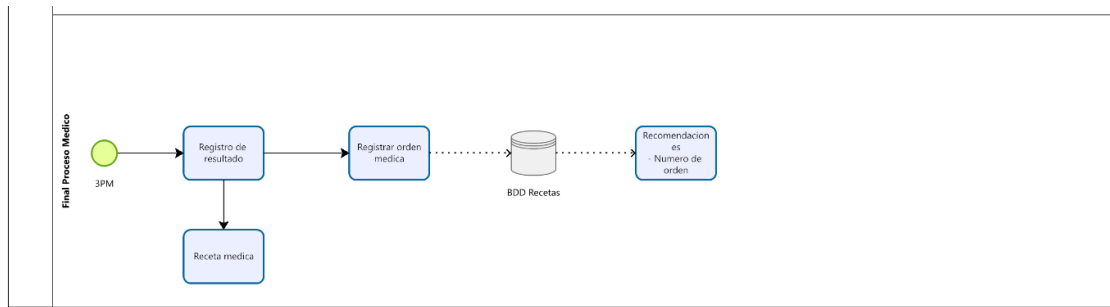 Final Proceso Medico
3PM
Registro de
resultado
Registrar orden
medica
BDD Recetas
Recomendacion
es
- Numero de
orden
Receta medica